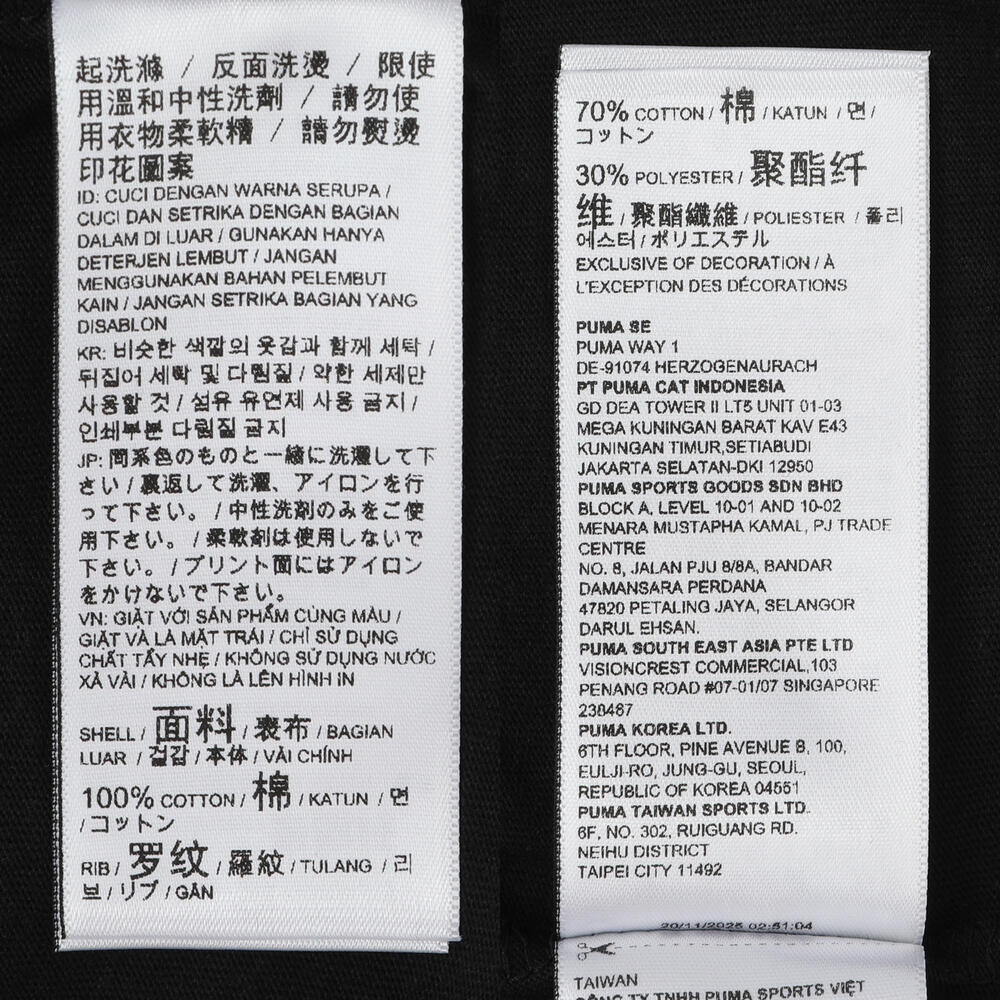 起洗滌 / 反面洗燙 / 限使
用溫和中性洗劑 / 請勿使
用衣物柔軟精 / 請勿熨燙
印花圖案
ID: CUCI DENGAN WARNA SERUPA /
CUCI DAN SETRIKA DENGAN BAGIAN
DALAM DI LUAR / GUNAKAN HANYA
DETERJEN LEMBUT / JANGAN
MENGGUNAKAN BAHAN PELEMBUT
KAIN / JANGAN SETRIKA BAGIAN YANG
DISABLON
KR: 비슷한 색깔의 옷감과 함께 세탁 /
뒤집어 세탁 및 다림질 / 약한 세제만
사용할 것 / 섬유 유연제 사용 금지 /
인쇄부분 다림질 금지
JP: 同系色のものと一緒に洗濯して下
さい / 裏返して洗濯、アイロンを行
って下さい。 / 中性洗剤のみをご使
用下さい。 / 柔軟剤は使用しないで
下さい。 / プリント面にはアイロン
をかけないで下さい。
VN: GIẶT VỚI SẢN PHẨM CÙNG MÀU /
GIẶT VÀ LÀ MẶT TRÁI / CHỈ SỬ DỤNG
CHẤT TẨY NHẸ / KHÔNG SỬ DỤNG NƯỚC
XẢ VẢI / KHÔNG LÀ LÊN HÌNH IN
SHELL / 面料 / 表布 / BAGIAN
LUAR / 겉감 / 本体 / VẢI CHÍNH
100% COTTON / 棉 / KATUN / 면
/ コットン
RIB / 罗纹 / 羅紋 / TULANG / 리
브 / リブ / GÂN
70% COTTON / 棉 / KATUN / 면 /
コットン
30% POLYESTER / 聚酯纤
维 / 聚酯纖維 / POLIESTER / 폴리
에스터 / ポリエステル
EXCLUSIVE OF DECORATION / À
L'EXCEPTION DES DÉCORATIONS
PUMA SE
PUMA WAY 1
DE-91074 HERZOGENAURACH
PT PUMA CAT INDONESIA
GD DEA TOWER II LT5 UNIT 01-03
MEGA KUNINGAN BARAT KAV E43
KUNINGAN TIMUR,SETIABUDI
JAKARTA SELATAN-DKI 12950
PUMA SPORTS GOODS SDN BHD
BLOCK A, LEVEL 10-01 AND 10-02
MENARA MUSTAPHA KAMAL, PJ TRADE
CENTRE
NO. 8, JALAN PJU 8/8A, BANDAR
DAMANSARA PERDANA
47820 PETALING JAYA, SELANGOR
DARUL EHSAN.
PUMA SOUTH EAST ASIA PTE LTD
VISIONCREST COMMERCIAL,103
PENANG ROAD #07-01/07 SINGAPORE
238467
PUMA KOREA LTD.
6TH FLOOR, PINE AVENUE B, 100,
EULJI-RO, JUNG-GU, SEOUL,
REPUBLIC OF KOREA 04551
PUMA TAIWAN SPORTS LTD.
6F, NO. 302, RUIGUANG RD.
NEIHU DISTRICT
TAIPEI CITY 11492
20/11/2025 02:51:04
TAIWAN
CÔNG TY TNHH PUMA SPORTS VIỆT